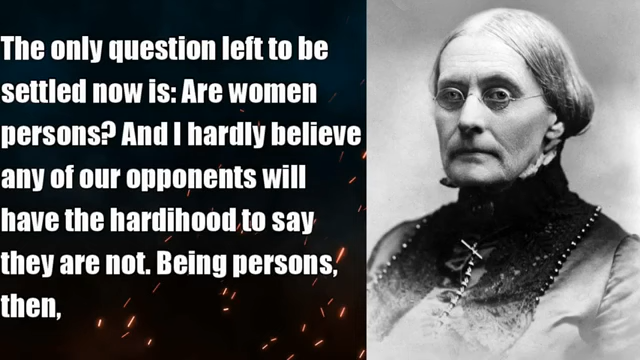 The only question left to be
settled now is: Are women
persons? And I hardly believe
any of our opponents will
have the hardihood to say
they are not. Being persons,
then,